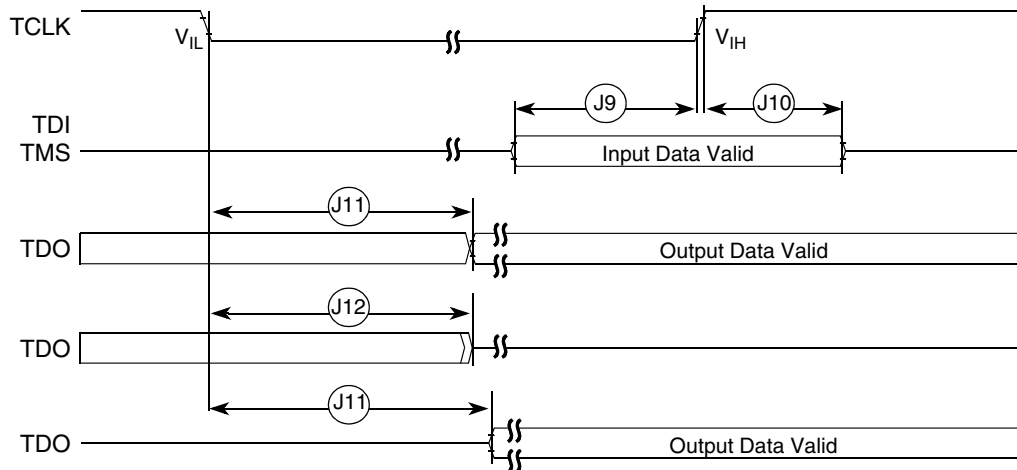 TCLK
VIL
VIH
J9
J10
TDI
TMS
Input Data Valid
J11
TDO
Output Data Valid
J12
TDO
J11
TDO
Output Data Valid